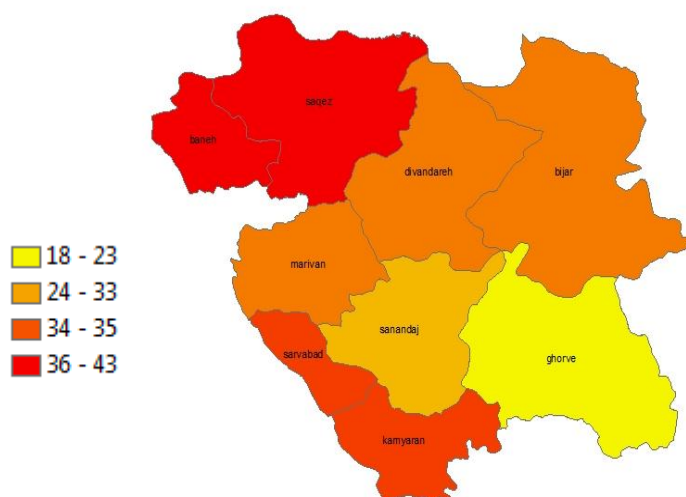 saqez
baneh
divandareh
bijar
marivan
sanandaj
sarvabad
ghorve
kamyaran
18 - 23
24 - 33
34 - 35
36 - 43